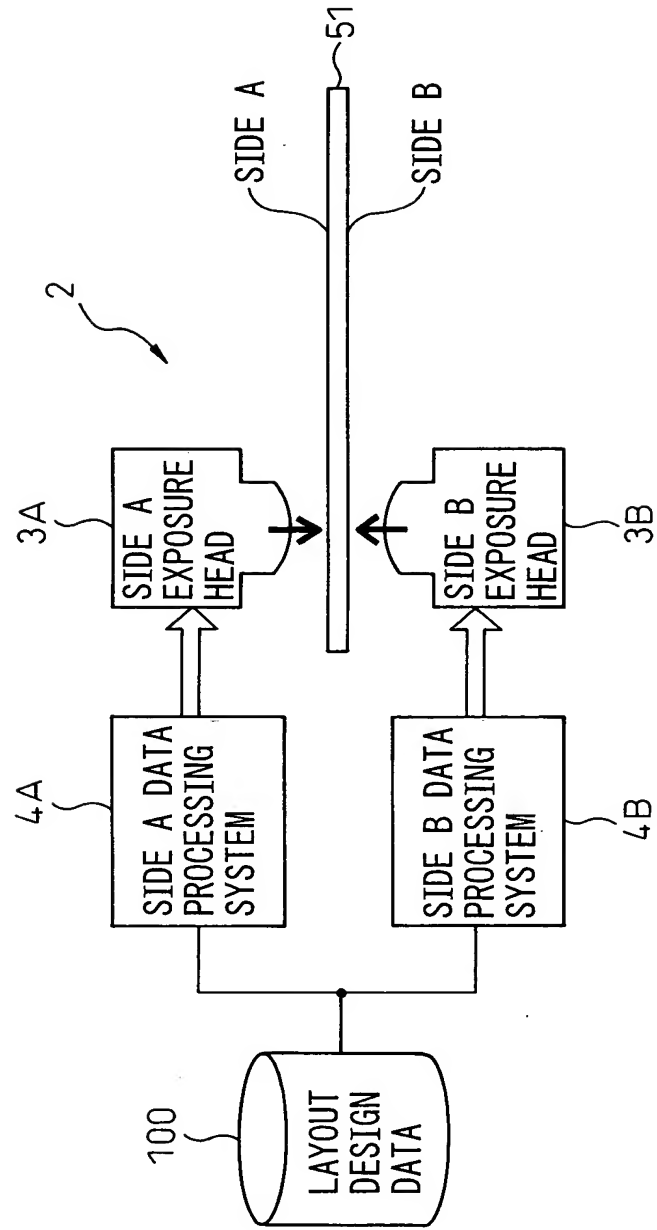 2
3A
SIDE A
EXPOSURE
HEAD
SIDE A
51
SIDE B
4A
SIDE A DATA
PROCESSING
SYSTEM
100
LAYOUT
DESIGN
DATA
SIDE B DATA
PROCESSING
SYSTEM
4B
SIDE B
EXPOSURE
HEAD
3B